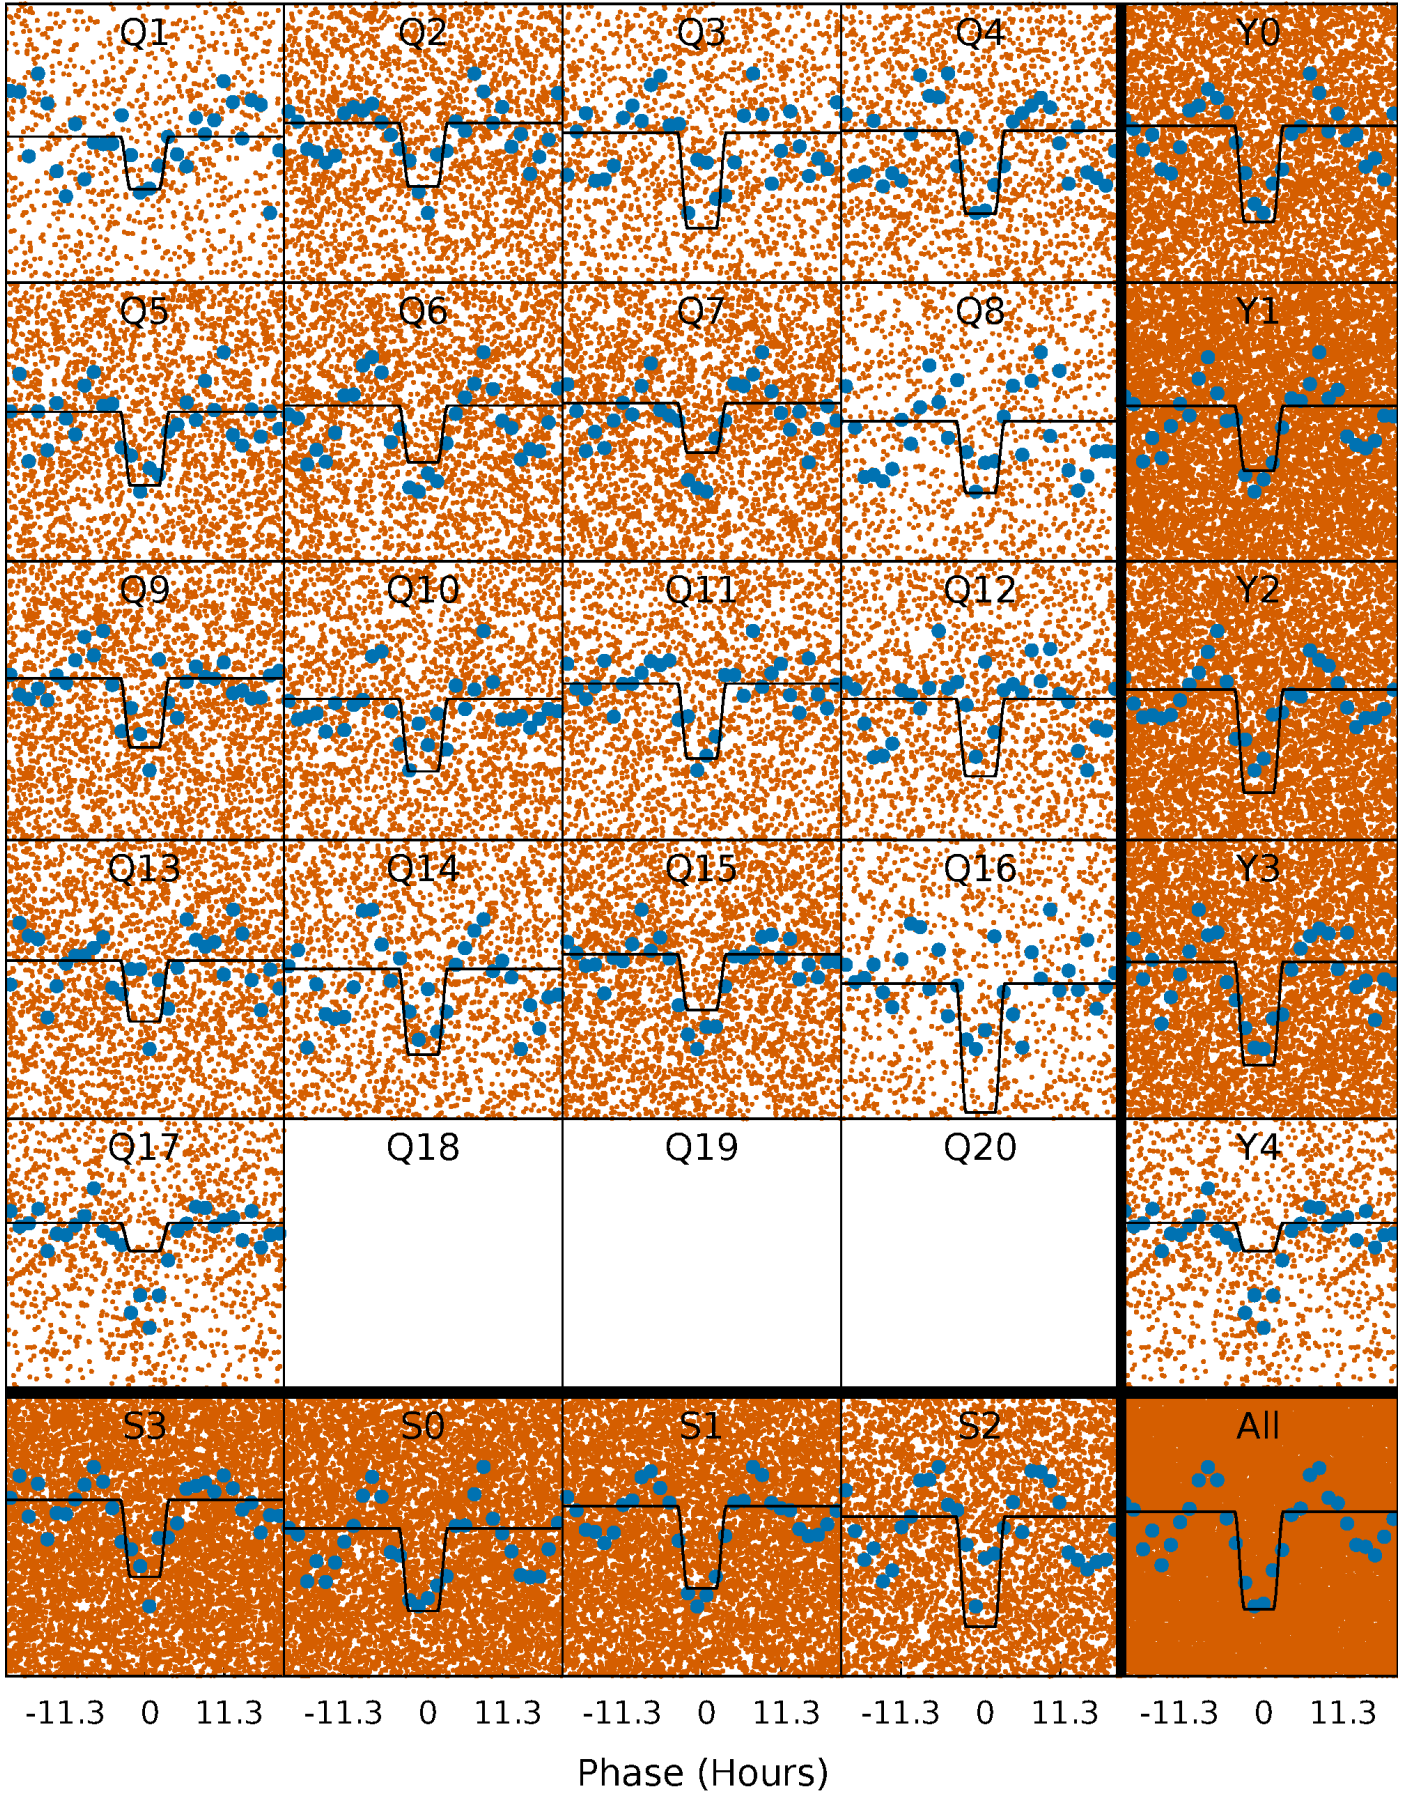 Q1 Q2 Q3 Q4 Y0
Q5 Q6 Q7 Q8 Y1
Q9 Q10 Q11 Q12 Y2
Q13 Q14 Q15 Q16 Y3
Q17 Q18 Q19 Q20 Y4
S3 S0 S1 S2 All
-11.3 0 11.3 -11.3 0 11.3 -11.3 0 11.3 -11.3 0 11.3 -11.3 0 11.3
Phase (Hours)